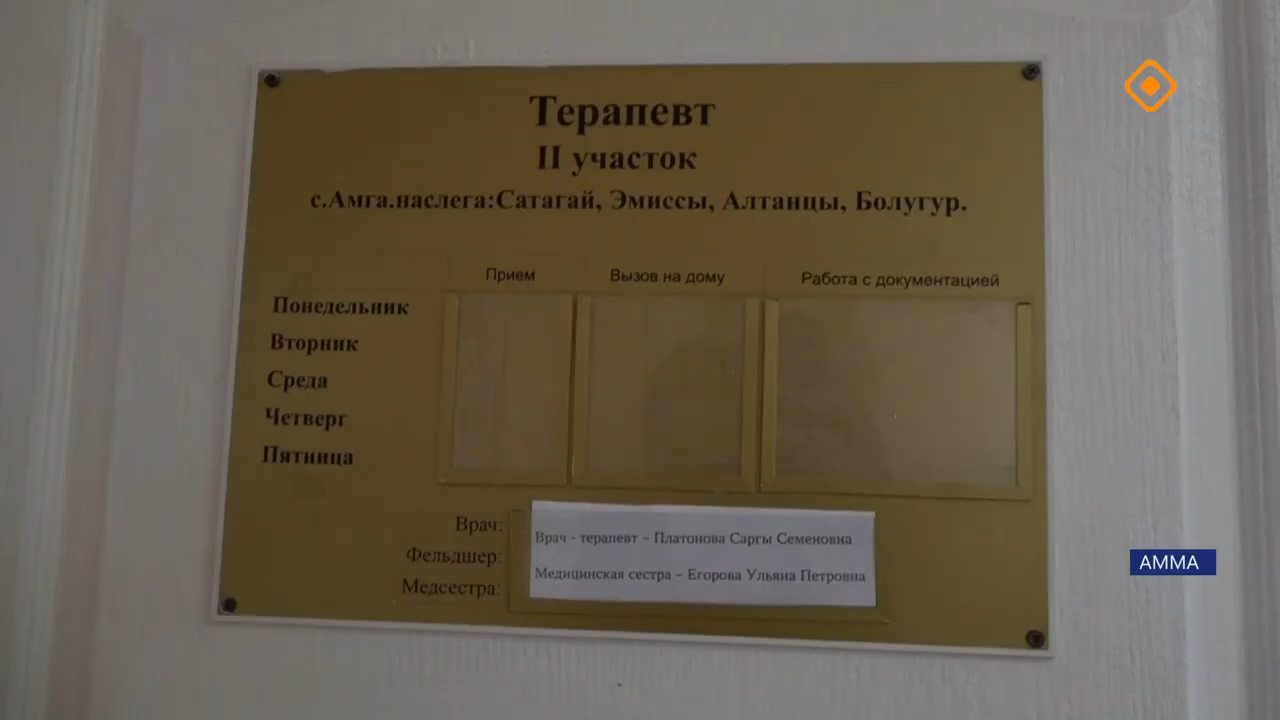 Терапевт
II участок
с.Амга.наслега:Сатагай, Эмиссы, Алтанцы, Болугур.
Прием Вызов на дому Работа с документацией
Понедельник
Вторник
Среда
Четверг
Пятница
Врач:
Фельдшер:
Медсестра:
Врач - терапевт – Платонова Саргы Семеновна
Медицинская сестра – Егорова Ульяна Петровна
АММА